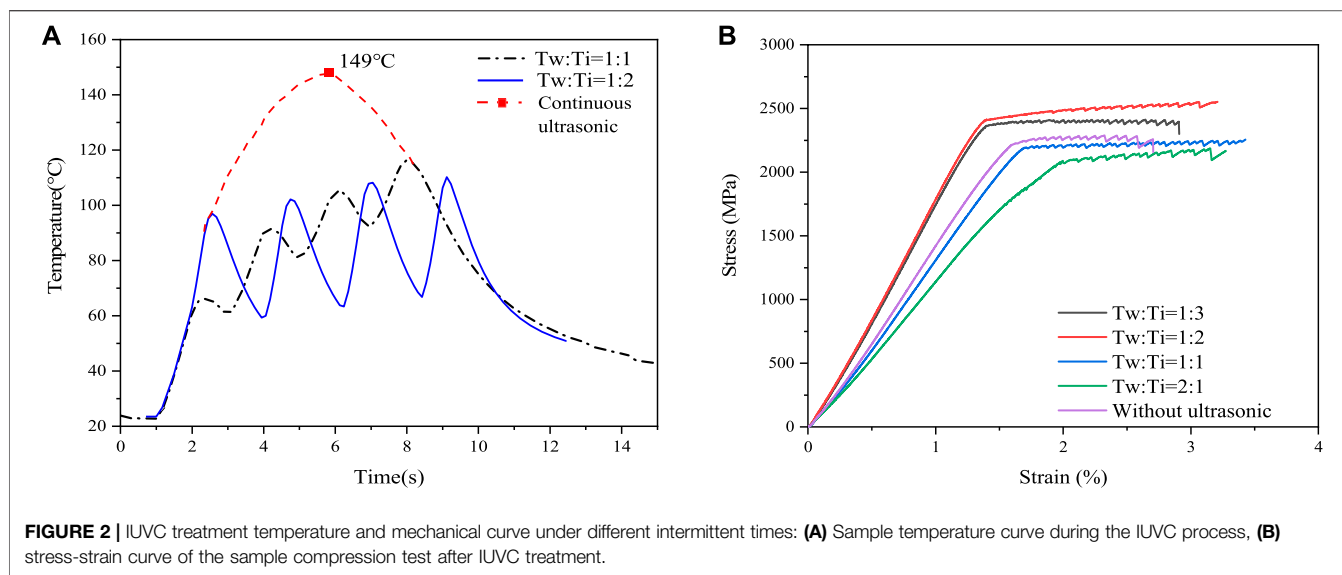 A
160
140
120
100
80
60
40
20
Temperature(°C)
149°C
Tw:Ti=1:1
Tw:Ti=1:2
Continuous
ultrasonic
0 2 4 6 8 10 12 14
Time(s)
B
3000
2500
2000
1500
1000
500
0
Stress (MPa)
Tw:Ti=1:3
Tw:Ti=1:2
Tw:Ti=1:1
Tw:Ti=2:1
Without ultrasonic
0 1 2 3 4
Strain (%)
FIGURE 2 | IUVC treatment temperature and mechanical curve under different intermittent times: (A) Sample temperature curve during the IUVC process, (B)
stress-strain curve of the sample compression test after IUVC treatment.